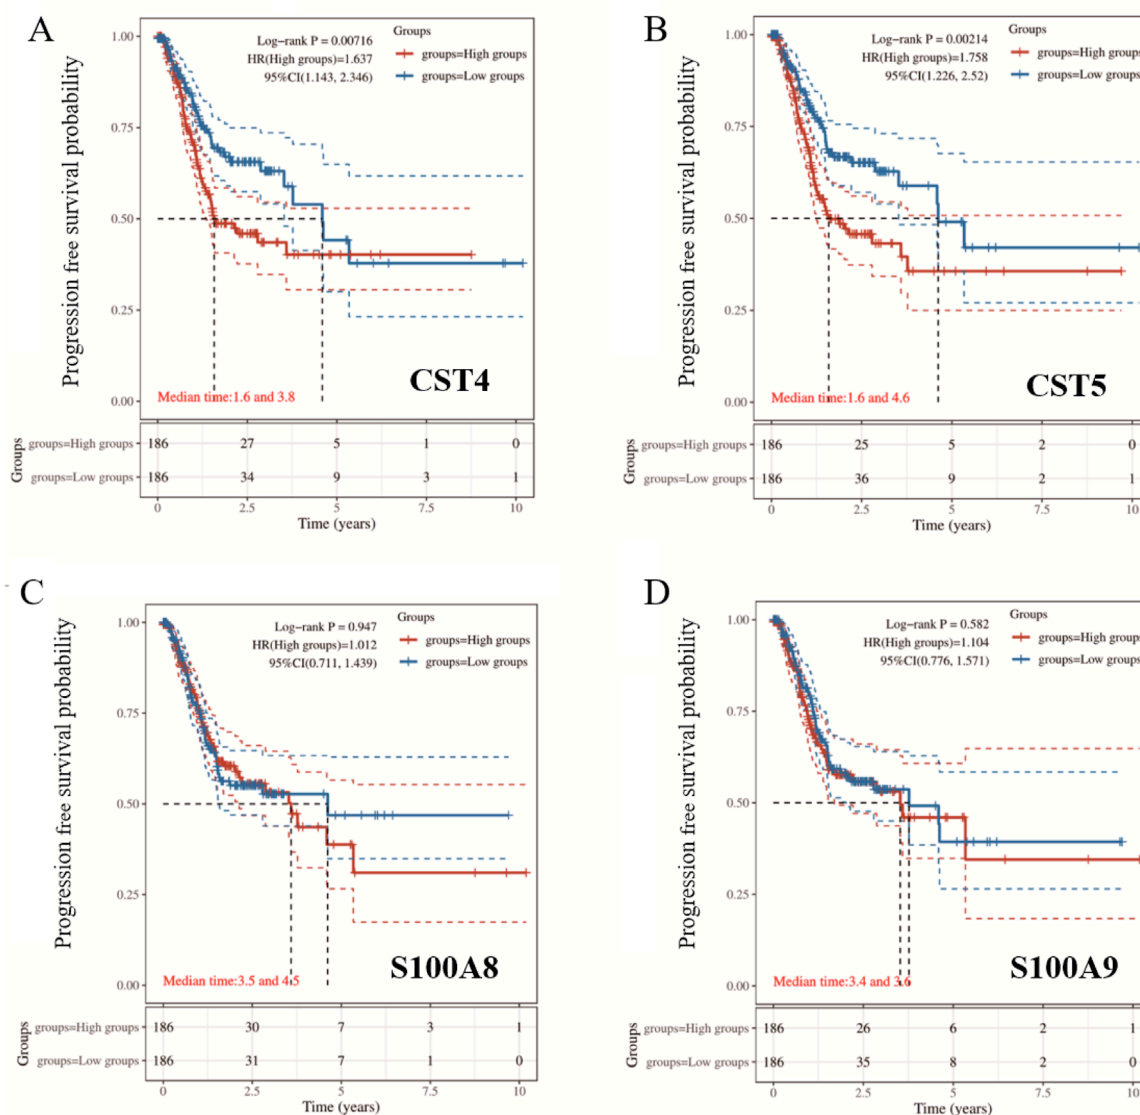 A
Progression free survival probability
1.00
0.75
0.50
0.25
0.00
Log-rank P = 0.00716
HR(High groups)=1.637
95%CI(1.143, 2.346)
Groups
groups=High groups
groups=Low groups
CST4
Median time:1.6 and 3.8
Groups
groups=High groups 186 27 5 1 0
groups=Low groups 186 34 9 3 1
0 2.5 5 7.5 10
Time (years)
B
Progression free survival probability
1.00
0.75
0.50
0.25
0.00
Log-rank P = 0.00214
HR(High groups)=1.758
95%CI(1.226, 2.52)
Groups
groups=High groups
groups=Low groups
CST5
Median time:1.6 and 4.6
Groups
groups=High groups 186 25 5 2 0
groups=Low groups 186 36 9 2 1
0 2.5 5 7.5 10
Time (years)
C
Progression free survival probability
1.00
0.75
0.50
0.25
0.00
Log-rank P = 0.947
HR(High groups)=1.012
95%CI(0.711, 1.439)
Groups
groups=High groups
groups=Low groups
S100A8
Median time:3.5 and 4.5
Groups
groups=High groups 186 30 7 3 1
groups=Low groups 186 31 7 1 0
0 2.5 5 7.5 10
Time (years)
D
Progression free survival probability
1.00
0.75
0.50
0.25
0.00
Log-rank P = 0.582
HR(High groups)=1.104
95%CI(0.776, 1.571)
Groups
groups=High groups
groups=Low groups
S100A9
Median time:3.4 and 3.6
Groups
groups=High groups 186 26 6 2 1
groups=Low groups 186 35 8 2 0
0 2.5 5 7.5 10
Time (years)